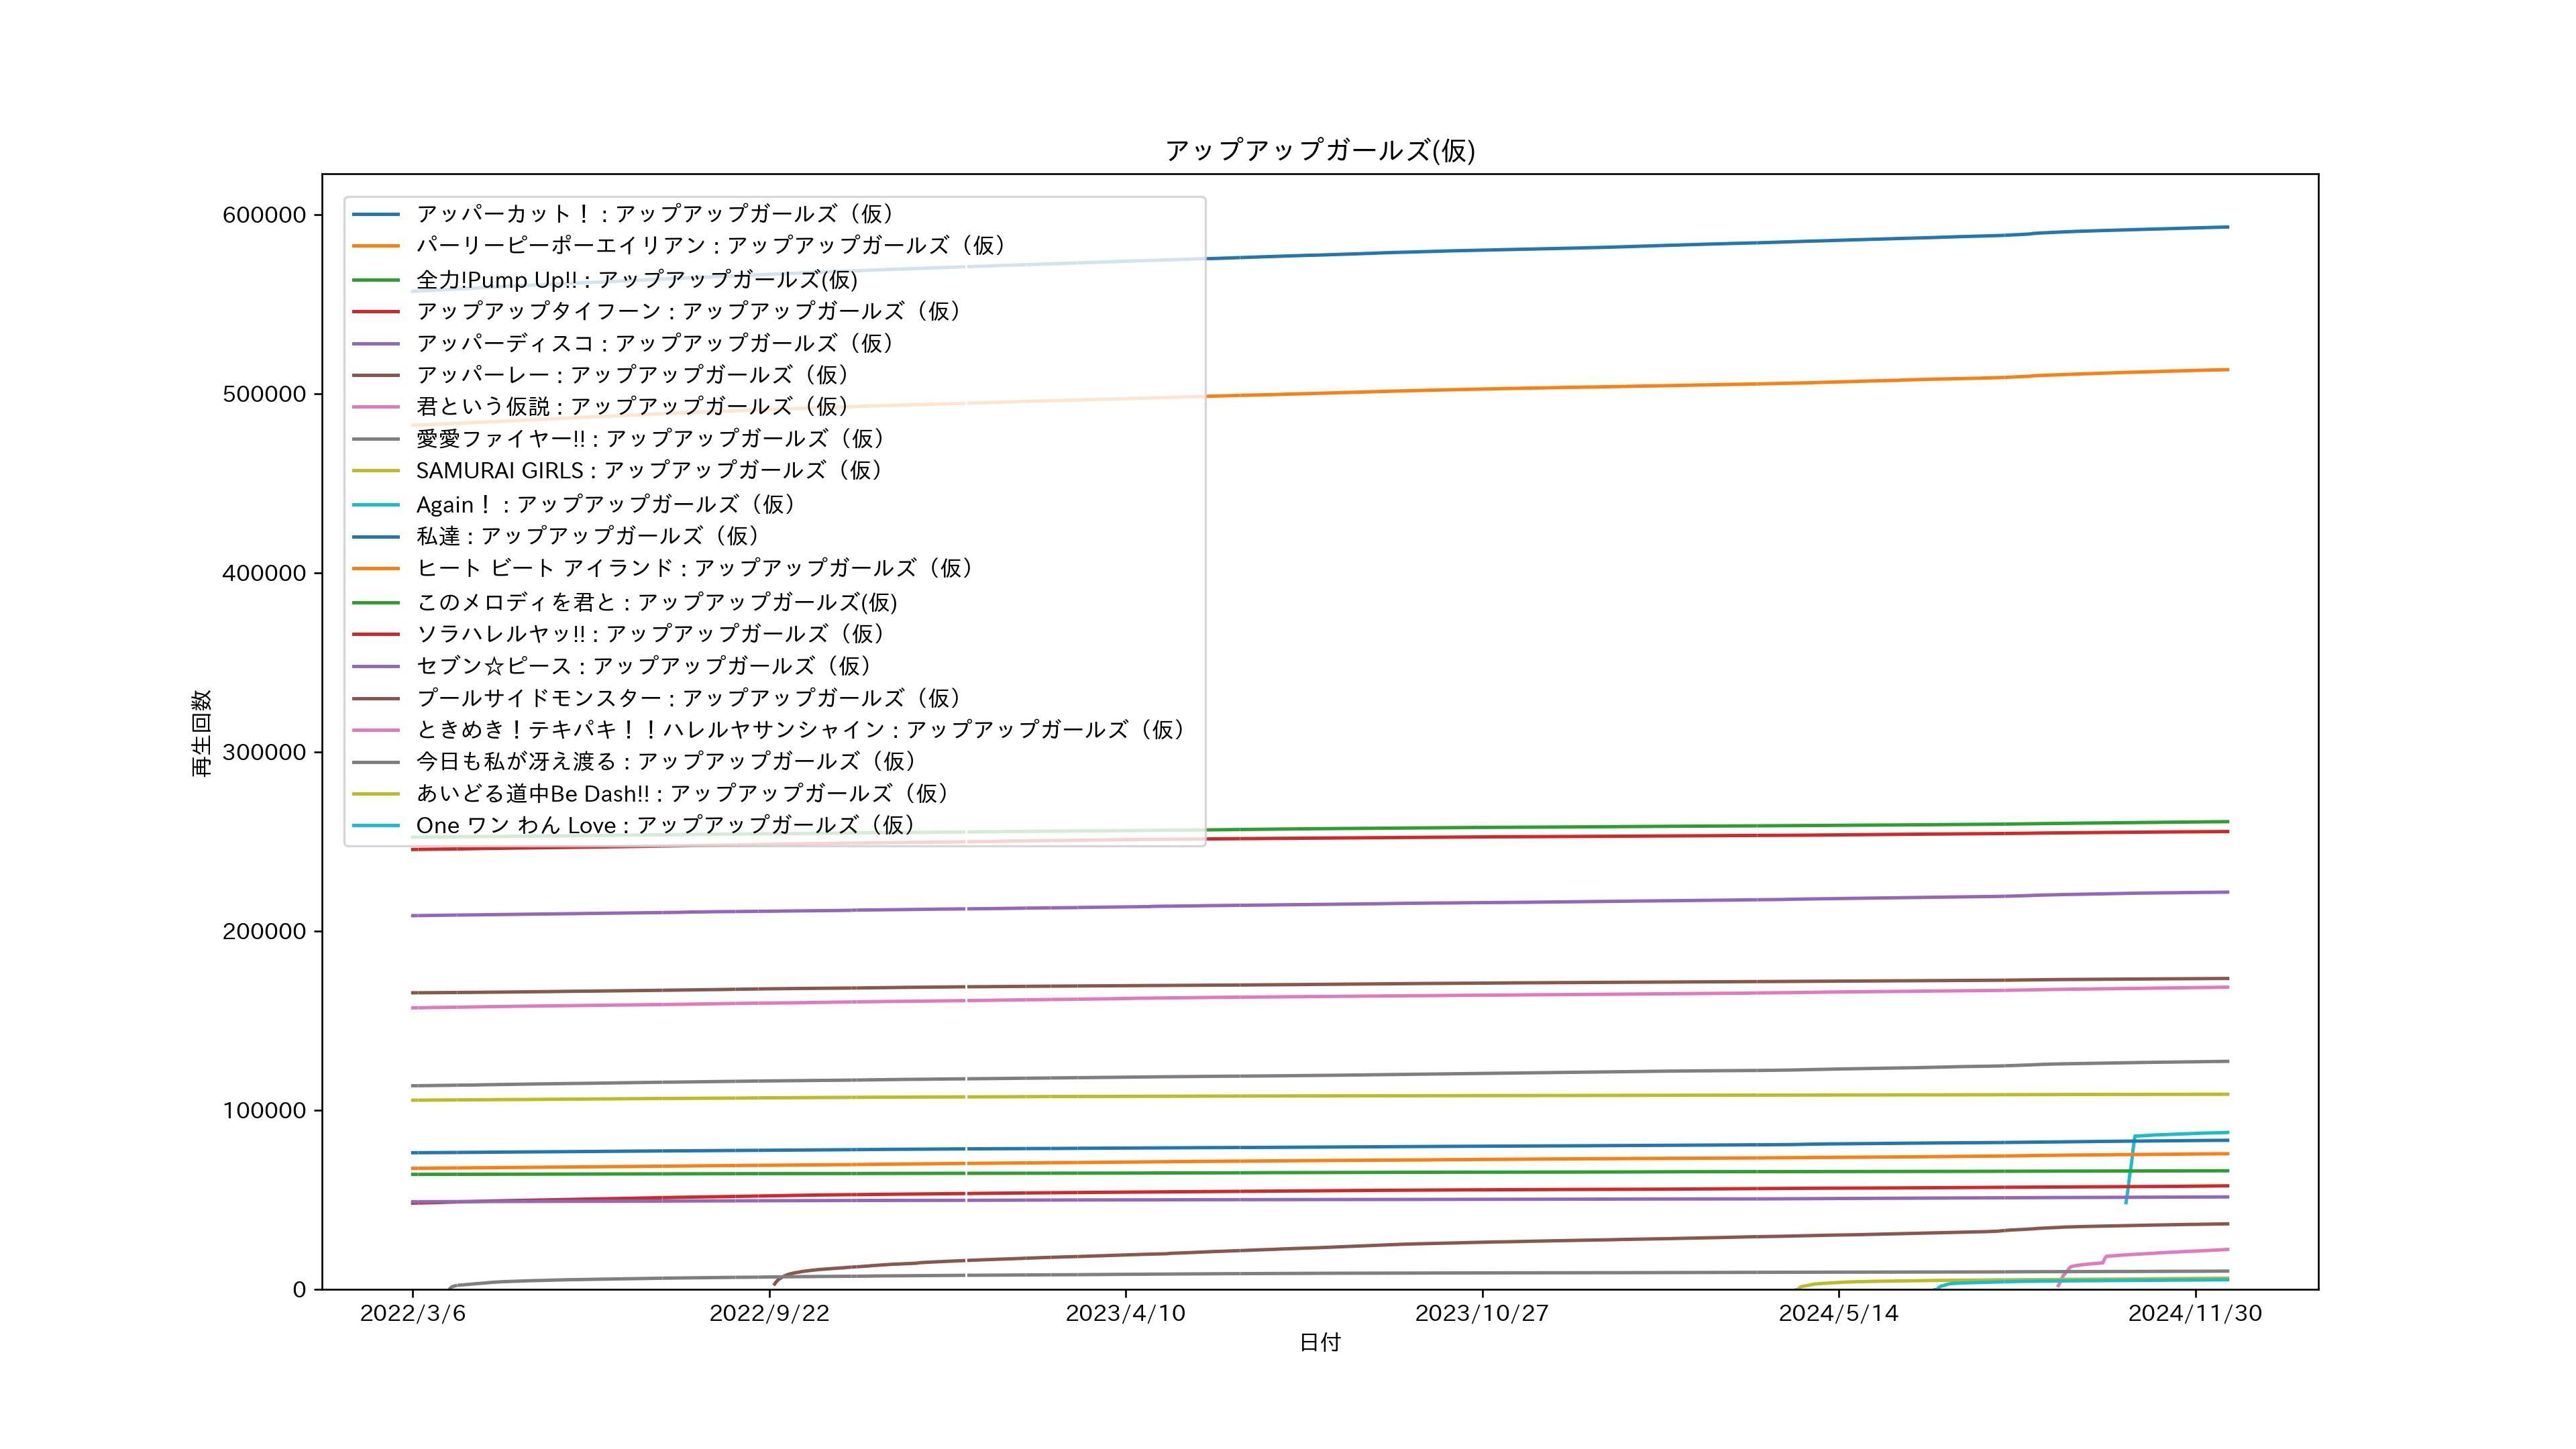 アップアップガールズ(仮)
600000
500000
400000
300000
200000
100000
0
再生回数
アッパーカット！ : アップアップガールズ（仮）
パーリーピーポーエイリアン : アップアップガールズ（仮）
全力!Pump Up!! : アップアップガールズ(仮)
アップアップタイフーン : アップアップガールズ（仮）
アッパーディスコ : アップアップガールズ（仮）
アッパーレー : アップアップガールズ（仮）
君という仮説 : アップアップガールズ（仮）
愛愛ファイヤー!! : アップアップガールズ（仮）
SAMURAI GIRLS : アップアップガールズ（仮）
Again！ : アップアップガールズ（仮）
私達 : アップアップガールズ（仮）
ヒート ビート アイランド : アップアップガールズ（仮）
このメロディを君と : アップアップガールズ(仮)
ソラハレルヤッ!! : アップアップガールズ（仮）
セブン☆ピース : アップアップガールズ（仮）
プールサイドモンスター : アップアップガールズ（仮）
ときめき！テキパキ！！ハレルヤサンシャイン : アップアップガールズ（仮）
今日も私が冴え渡る : アップアップガールズ（仮）
あいどる道中Be Dash!! : アップアップガールズ（仮）
One ワン わん Love : アップアップガールズ（仮）
2022/3/6 2022/9/22 2023/4/10 2023/10/27 2024/5/14 2024/11/30
日付